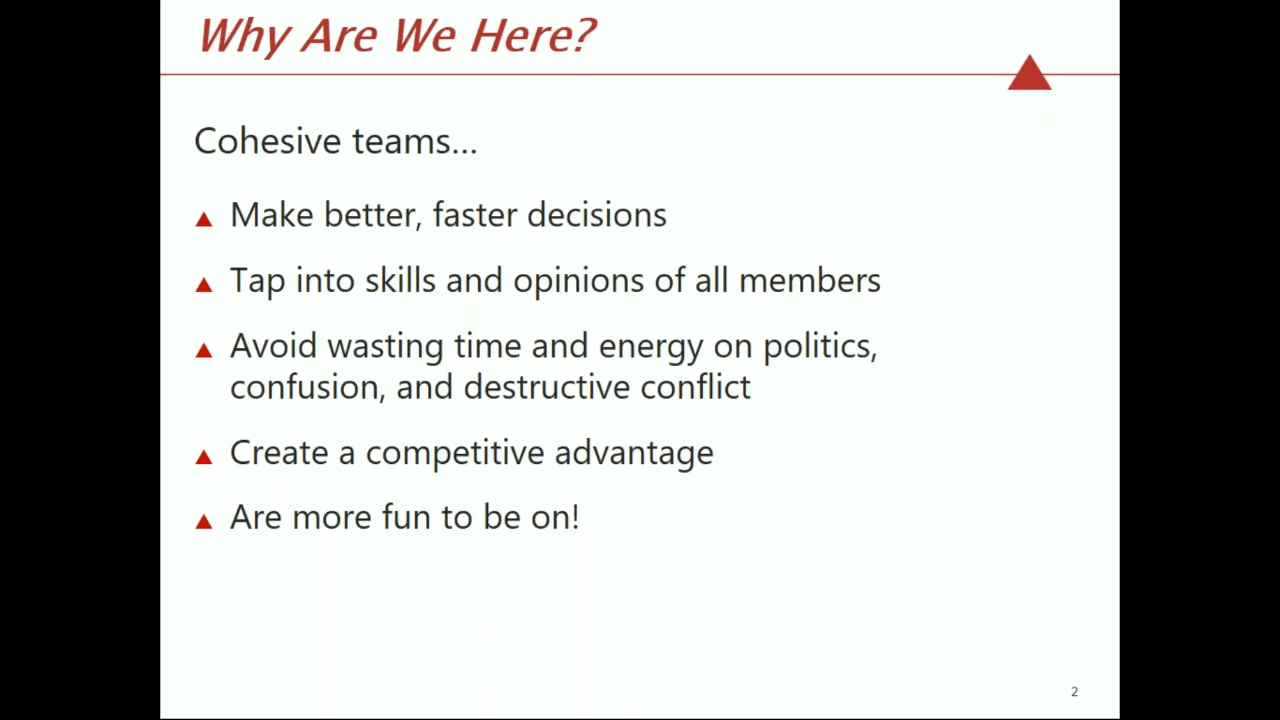 Why Are We Here?
Cohesive teams...
Make better, faster decisions
Tap into skills and opinions of all members
Avoid wasting time and energy on politics,
confusion, and destructive conflict
Create a competitive advantage
Are more fun to be on!
2